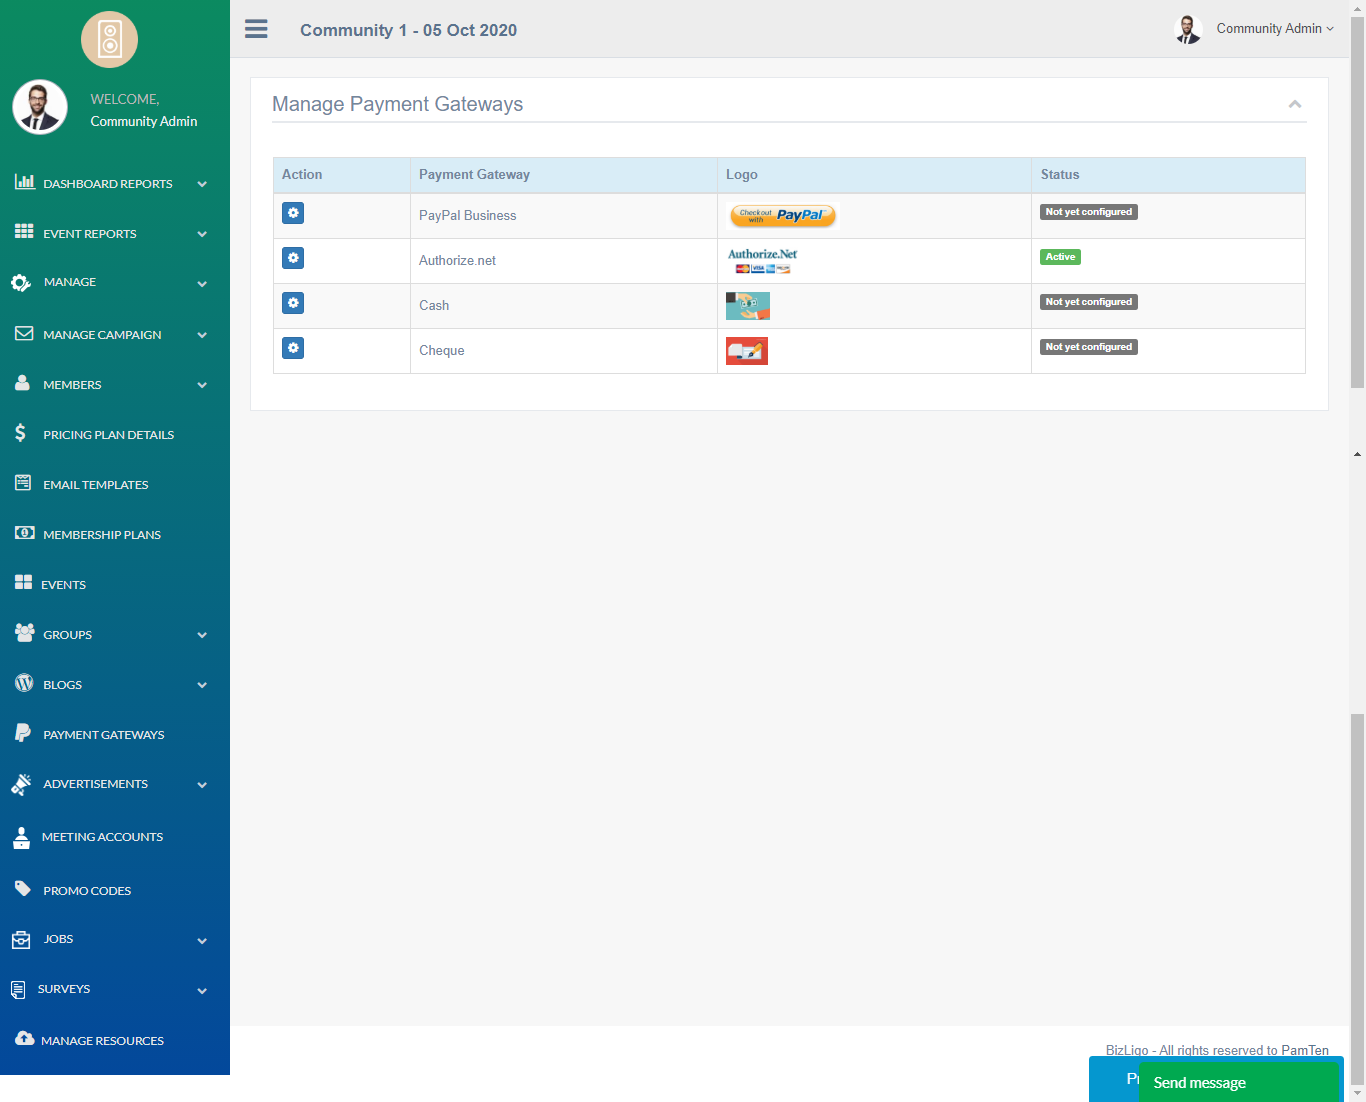 Community 1 - 05 Oct 2020
Community Admin
WELCOME,
Community Admin
DASHBOARD REPORTS
EVENT REPORTS
MANAGE
MANAGE CAMPAIGN
MEMBERS
PRICING PLAN DETAILS
EMAIL TEMPLATES
MEMBERSHIP PLANS
EVENTS
GROUPS
BLOGS
PAYMENT GATEWAYS
ADVERTISEMENTS
MEETING ACCOUNTS
PROMO CODES
JOBS
SURVEYS
MANAGE RESOURCES
Manage Payment Gateways
Action Payment Gateway Logo Status
PayPal Business Checkout with PayPal Not yet configured
Authorize.net Authorize.Net VISA Active
Cash Not yet configured
Cheque Not yet configured
BizLigo - All rights reserved to PamTen
Send message